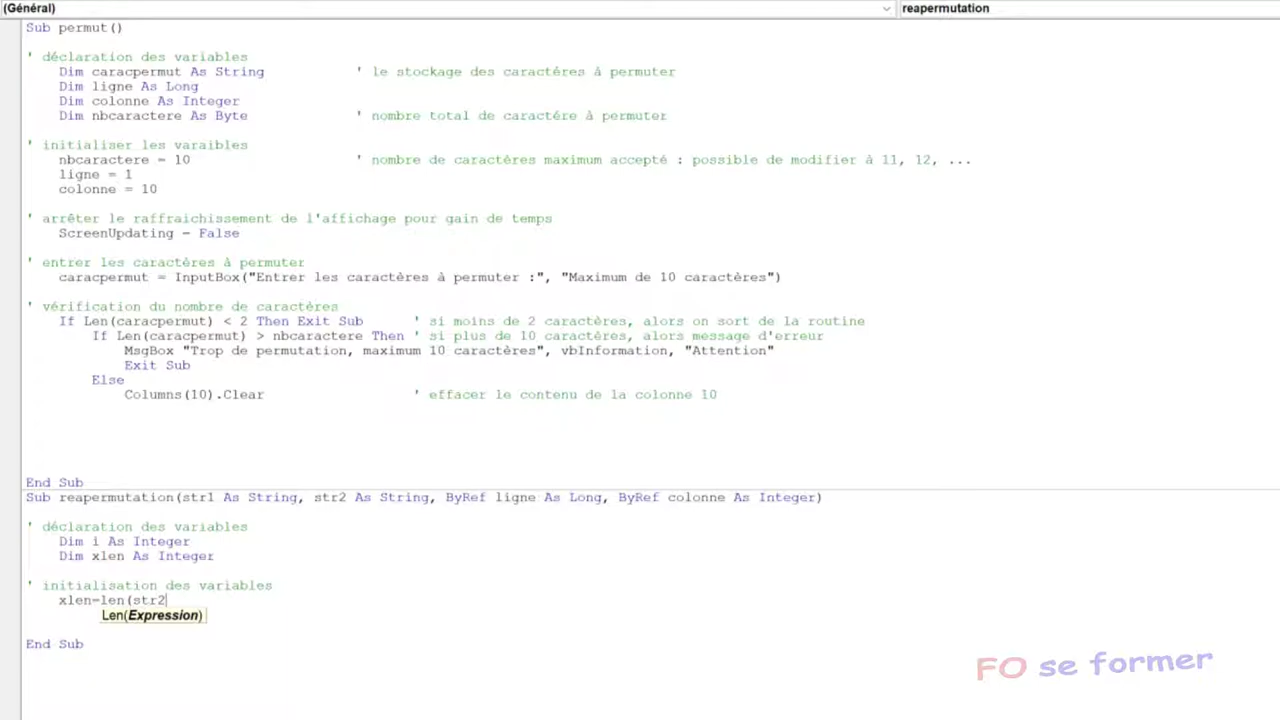 (Général)
reapermutation
Sub permut()
' déclaration des variables
Dim caracpermut As String ' le stockage des caractères à permuter
Dim ligne As Long
Dim colonne As Integer
Dim nbcaractere As Byte ' nombre total de caractére à permuter
' initialiser les varaibles
nbcaractere = 10 ' nombre de caractères maximum accepté : possible de modifier à 11, 12, ...
ligne = 1
colonne = 10
' arrêter le raffraichissement de l'affichage pour gain de temps
ScreenUpdating = False
' entrer les caractères à permuter
caracpermut = InputBox("Entrer les caractères à permuter :", "Maximum de 10 caractères")
' vérification du nombre de caractères
If Len(caracpermut) < 2 Then Exit Sub ' si moins de 2 caractères, alors on sort de la routine
If Len(caracpermut) > nbcaractere Then ' si plus de 10 caractères, alors message d'erreur
MsgBox "Trop de permutation, maximum 10 caractères", vbInformation, "Attention"
Exit Sub
Else
Columns(10).Clear ' effacer le contenu de la colonne 10
End Sub
Sub reapermutation(str1 As String, str2 As String, ByRef ligne As Long, ByRef colonne As Integer)
' déclaration des variables
Dim i As Integer
Dim xlen As Integer
' initialisation des variables
xlen=len(str2
Len(Expression)
End Sub
FO se former